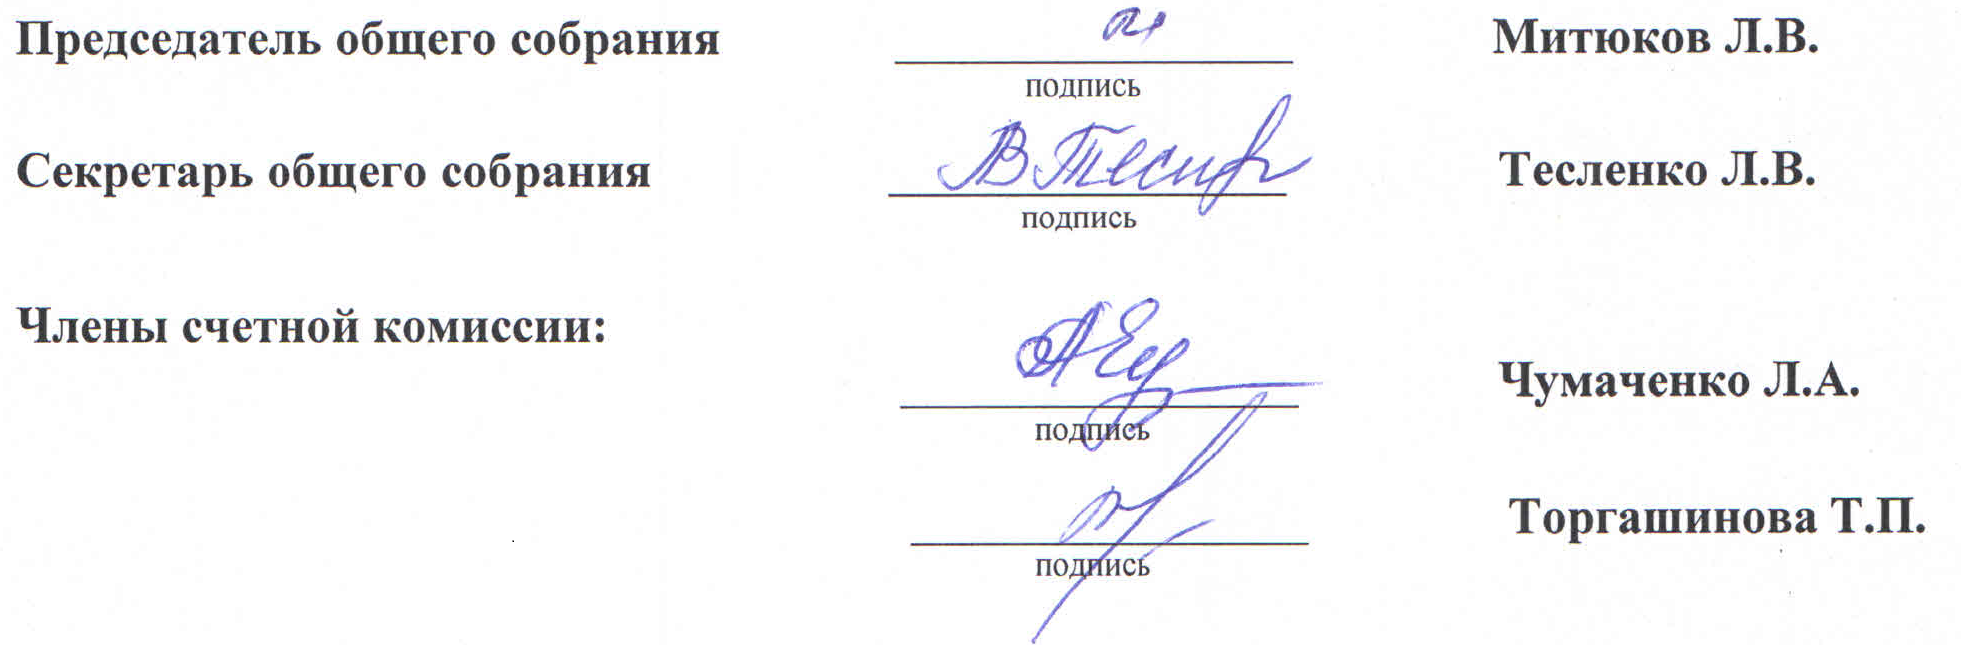 Председатель общего собрания Митюков Л.В.
подпись
Секретарь общего собрания Тесленко Л.В.
подпись
Члены счетной комиссии:
Чумаченко Л.А.
подпись
Торгашинова Т.П.
подпись